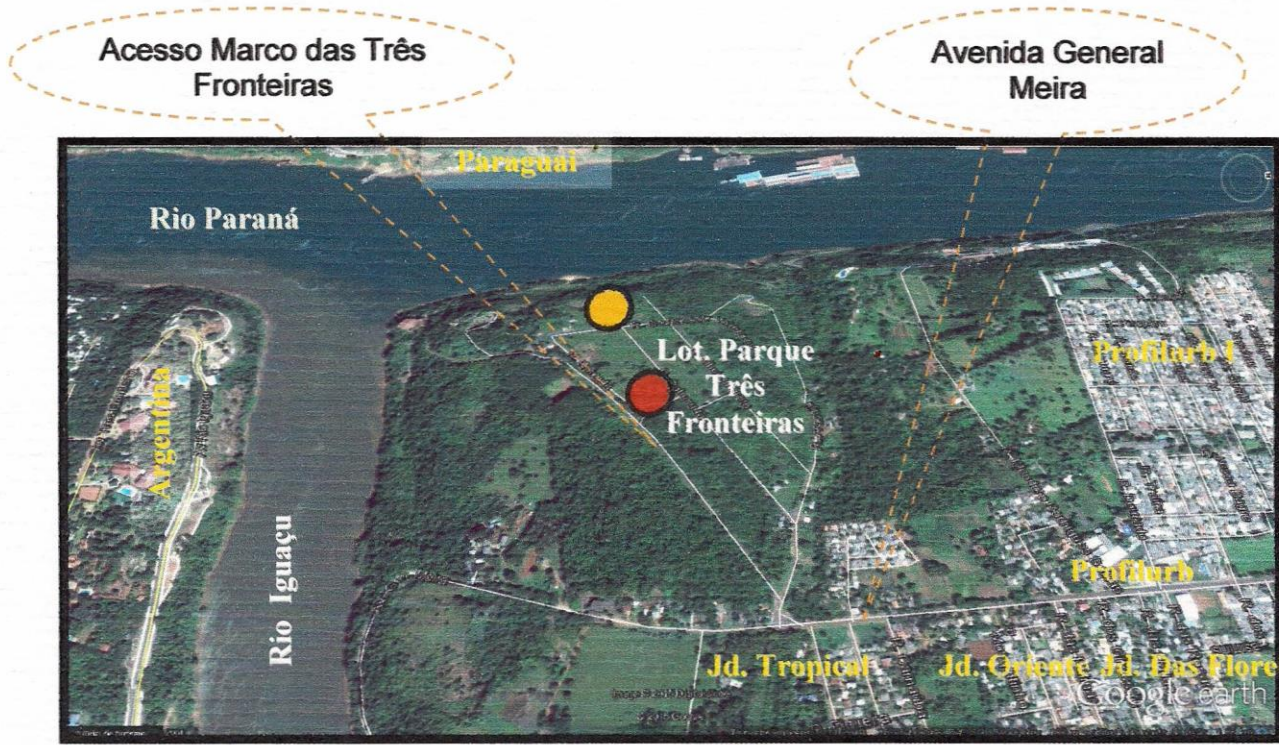 Acesso Marco das Três
Fronteiras
Avenida General
Meira
Paraguai
Rio Paraná
Lot. Parque
Três
Fronteiras
Profilurb I
Argentina
Rio Iguaçu
Profilurb
Jd. Tropical
Jd. Oriente
Jd. Das Flore
Google earth